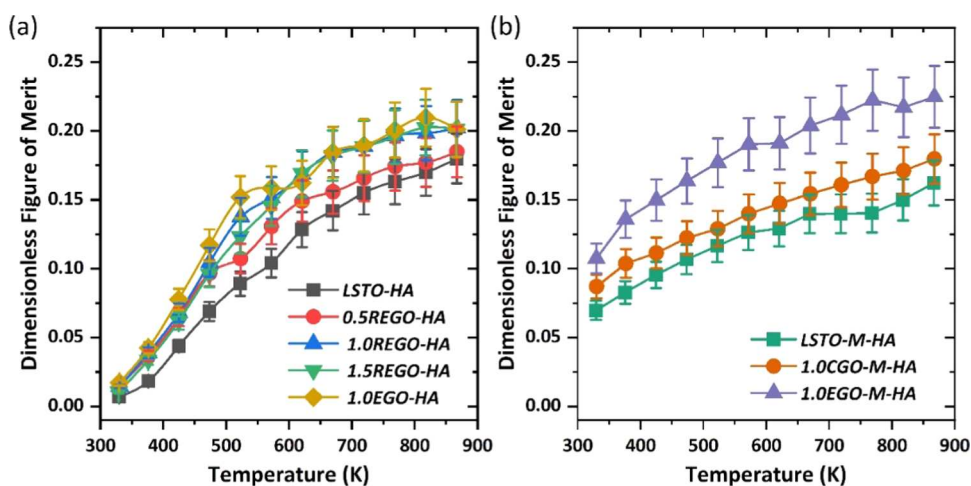 (a)
Dimensionless Figure of Merit
0.25
0.20
0.15
0.10
0.05
0.00
LSTO-HA
0.5REGO-HA
1.0REGO-HA
1.5REGO-HA
1.0EGO-HA
300 400 500 600 700 800 900
Temperature (K)
(b)
Dimensionless Figure of Merit
0.25
0.20
0.15
0.10
0.05
0.00
LSTO-M-HA
1.0CGO-M-HA
1.0EGO-M-HA
300 400 500 600 700 800 900
Temperature (K)